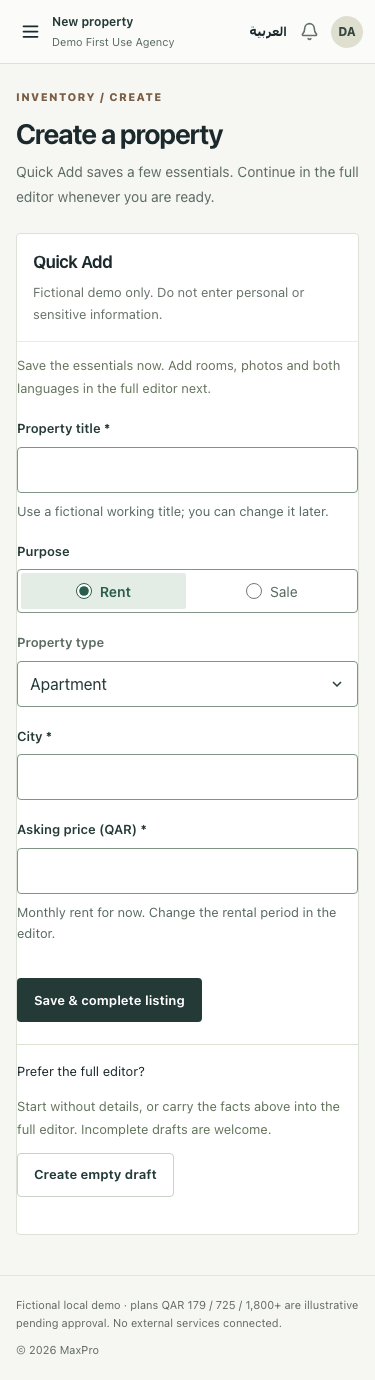 New property
Demo First Use Agency
العربية
DA
INVENTORY / CREATE
Create a property
Quick Add saves a few essentials. Continue in the full
editor whenever you are ready.
Quick Add
Fictional demo only. Do not enter personal or
sensitive information.
Save the essentials now. Add rooms, photos and both
languages in the full editor next.
Property title *
Use a fictional working title; you can change it later.
Purpose
Rent
Sale
Property type
Apartment
City *
Asking price (QAR) *
Monthly rent for now. Change the rental period in the
editor.
Save & complete listing
Prefer the full editor?
Start without details, or carry the facts above into the
full editor. Incomplete drafts are welcome.
Create empty draft
Fictional local demo · plans QAR 179 / 725 / 1,800+ are illustrative
pending approval. No external services connected.
© 2026 MaxPro